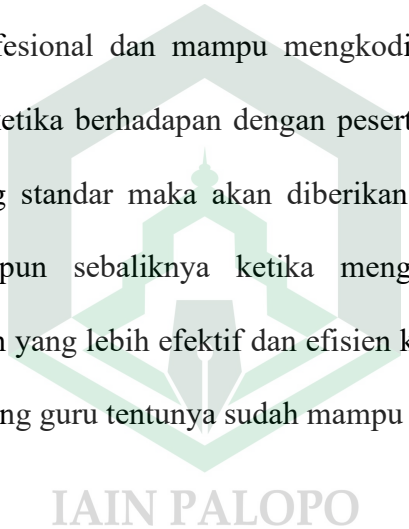 fesional dan mampu mengkodi
ketika berhadapan dengan pesert
g standar maka akan diberikan
pun sebaliknya ketika meng
n yang lebih efektif dan efisien k
ng guru tentunya sudah mampu
IAIN PALOPO